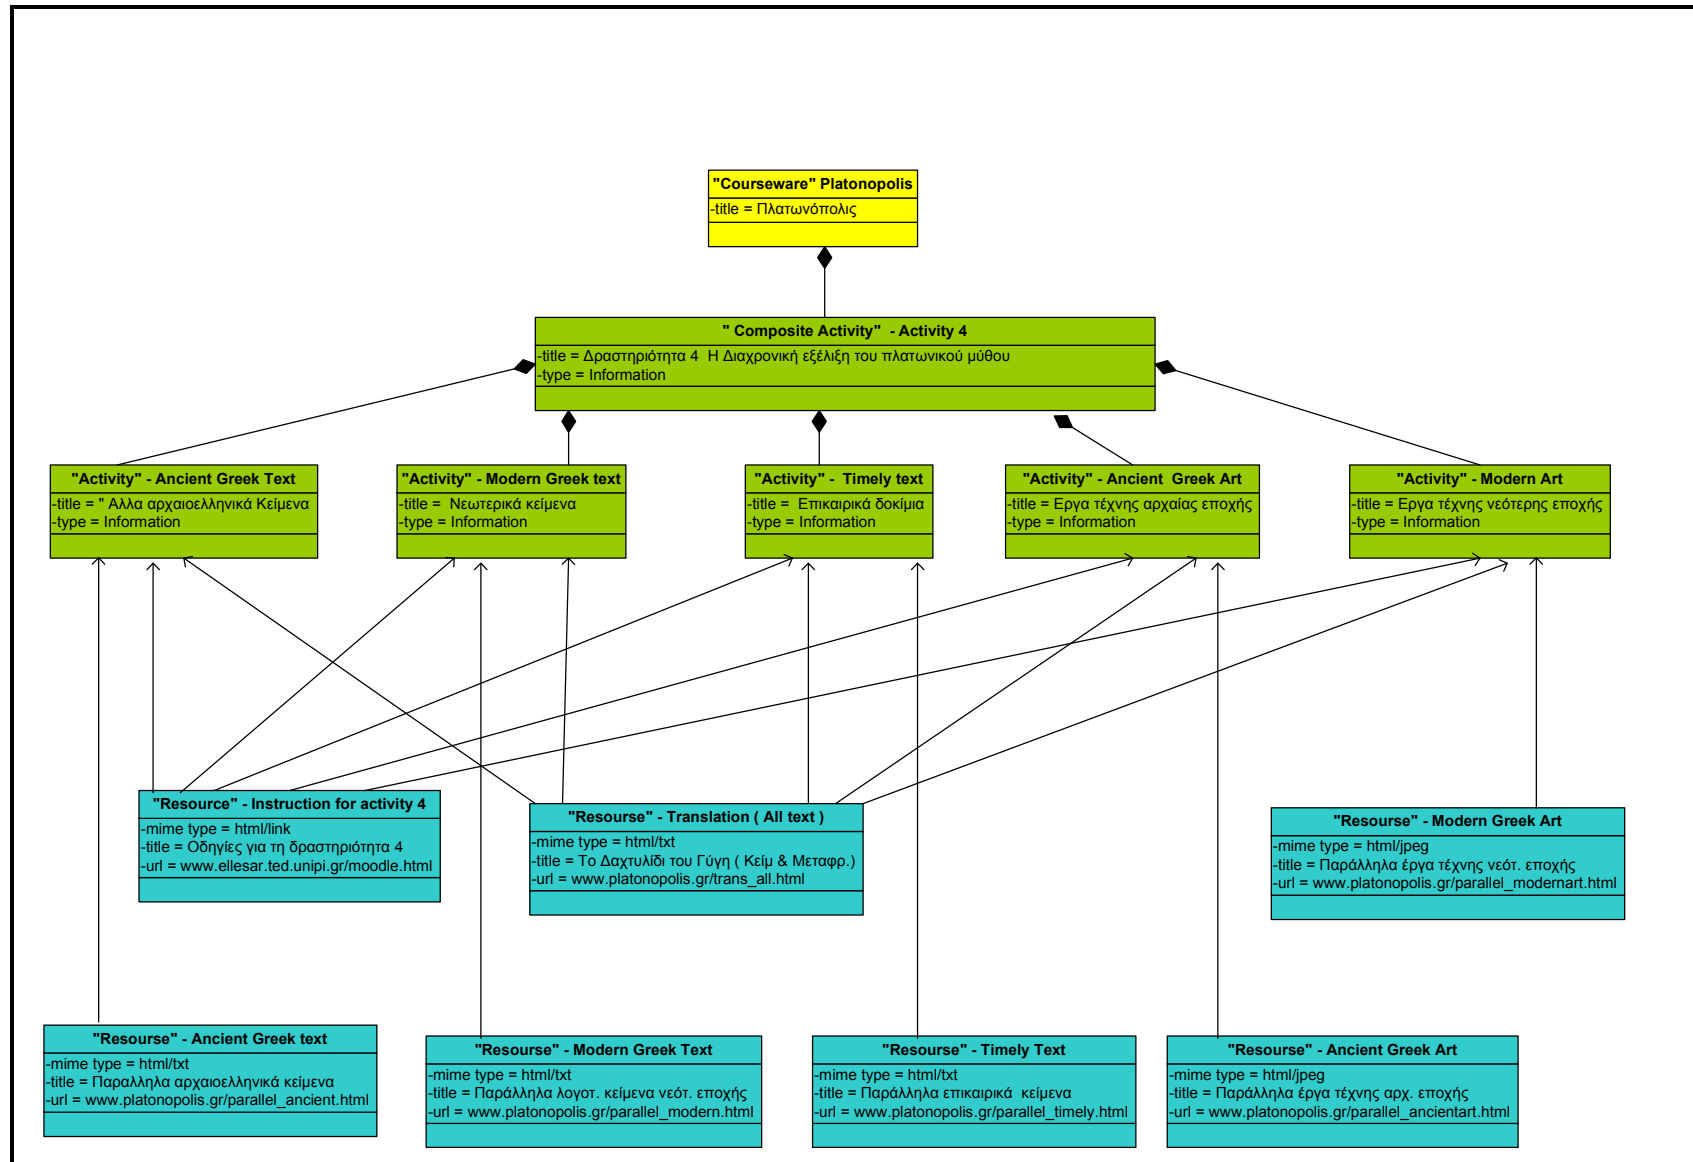 "Courseware" Platonopolis
-title = Πλατωνόπολις
" Composite Activity"  - Activity 4
-title = Δραστηριότητα 4  Η Διαχρονική εξέλιξη του πλατωνικού μύθου
-type = Information
"Activity" - Ancient Greek Text
-title = " Αλλα αρχαιοελληνικά Κείμενα
-type = Information
"Activity" - Modern Greek text
-title =  Νεωτερικά κείμενα
-type = Information
"Activity" -  Timely text
-title =  Επικαιρικά δοκίμια
-type = Information
"Activity" - Ancient  Greek Art
-title = Εργα τέχνης αρχαίας εποχής
-type = Information
"Activity" - Modern Art
-title = Εργα τέχνης νεότερης εποχής
-type = Information
"Resource" - Instruction for activity 4
-mime type = html/link
-title = Οδηγίες για τη δραστηριότητα 4
-url = www.ellesar.ted.unipi.gr/moodle.html
"Resourse" - Translation ( All text )
-mime type = html/txt
-title = Το Δαχτυλίδι του Γύγη ( Κείμ & Μεταφρ.)
-url = www.platonopolis.gr/trans_all.html
"Resourse" - Modern Greek Art
-mime type = html/jpeg
-title = Παράλληλα έργα τέχνης νεότ. εποχής
-url = www.platonopolis.gr/parallel_modernart.html
"Resourse" - Ancient Greek text
-mime type = html/txt
-title = Παραλληλα αρχαιοελληνικά κείμενα
-url = www.platonopolis.gr/parallel_ancient.html
"Resourse" - Modern Greek Text
-mime type = html/txt
-title = Παράλληλα λογοτ. κείμενα νεότ. εποχής
-url = www.platonopolis.gr/parallel_modern.html
"Resourse" - Timely Text
-mime type = html/txt
-title = Παράλληλα επικαιρικά  κείμενα
-url = www.platonopolis.gr/parallel_timely.html
"Resourse" - Ancient Greek Art
-mime type = html/jpeg
-title = Παράλληλα έργα τέχνης αρχ. εποχής
-url = www.platonopolis.gr/parallel_ancientart.html